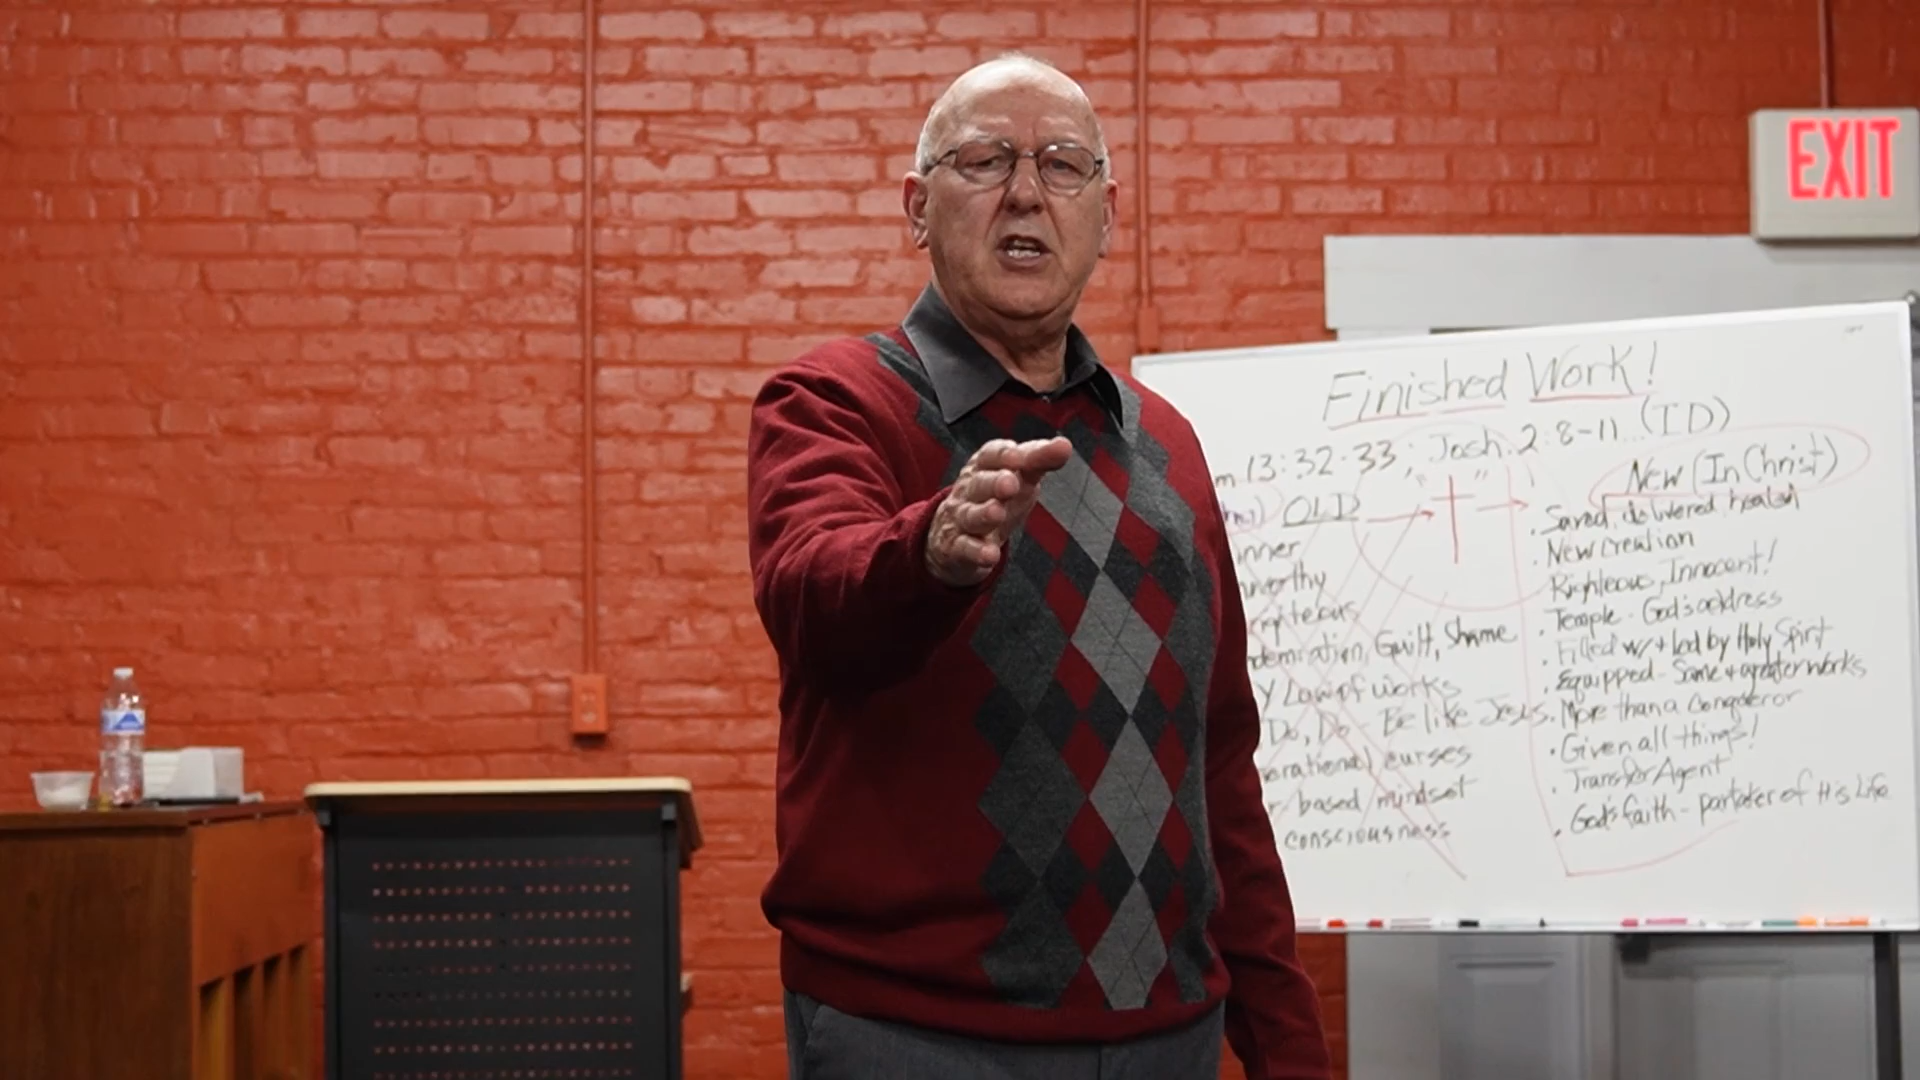 EXIT
Finished Work!
13:32-33; Josh. 2:8-11 (ID)
New (In Christ)
OLD
Shame
Guilt,
Law of Works
Do, Do - Be like Jesus
curses
based mindset
consciousness
. Saved, delivered, healed
. New creation
Righteous, Innocent!
. Temple - God's address
. Filled w/ + led by Holy Spirit
. Equipped - Same + greater works
. More than a conqueror
. Given all things!
. Transfer Agent
. God's faith - partaker of His Life